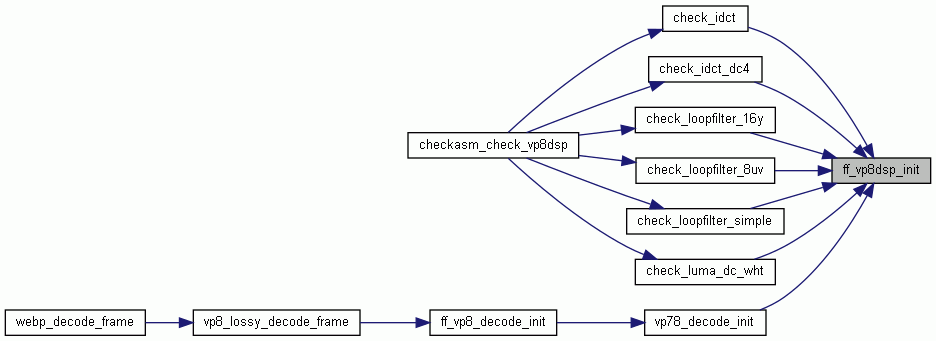 check_idct
check_idct_dc4
check_loopfilter_16y
checkasm_check_vp8dsp
check_loopfilter_8uv
ff_vp8dsp_init
check_loopfilter_simple
check_luma_dc_wht
webp_decode_frame
vp8_lossy_decode_frame
ff_vp8_decode_init
vp78_decode_init